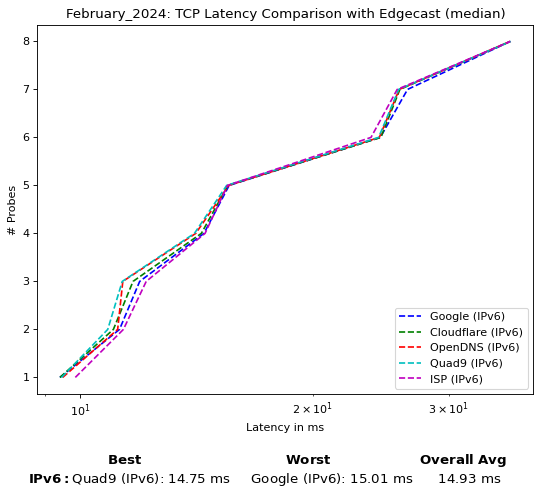 February_2024: TCP Latency Comparison with Edgecast (median)
# Probes
8
7
6
5
4
3
2
1
Google (IPv6)
Cloudflare (IPv6)
OpenDNS (IPv6)
Quad9 (IPv6)
ISP (IPv6)
10¹ 2 × 10¹ 3 × 10¹
Latency in ms
Best Worst Overall Avg
IPv6: Quad9 (IPv6): 14.75 ms Google (IPv6): 15.01 ms 14.93 ms